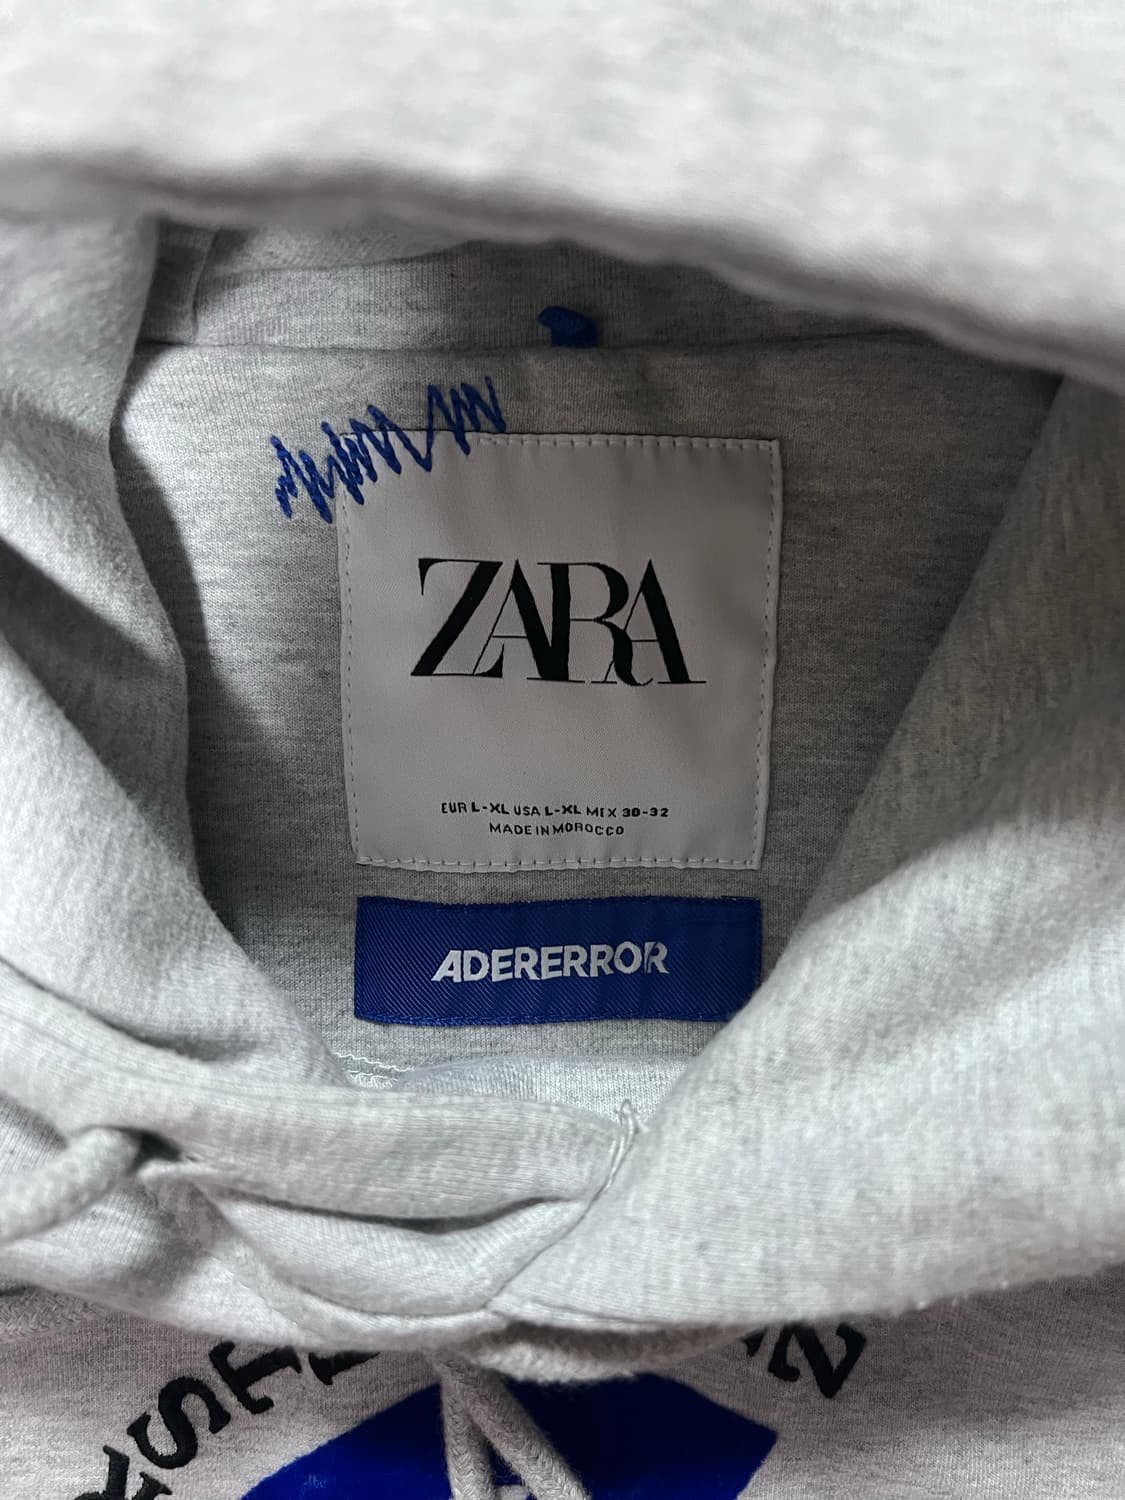 ZARA
EUR L-XL USA L-XL MEX 30-32
MADE IN MOROCCO
ADERERROR